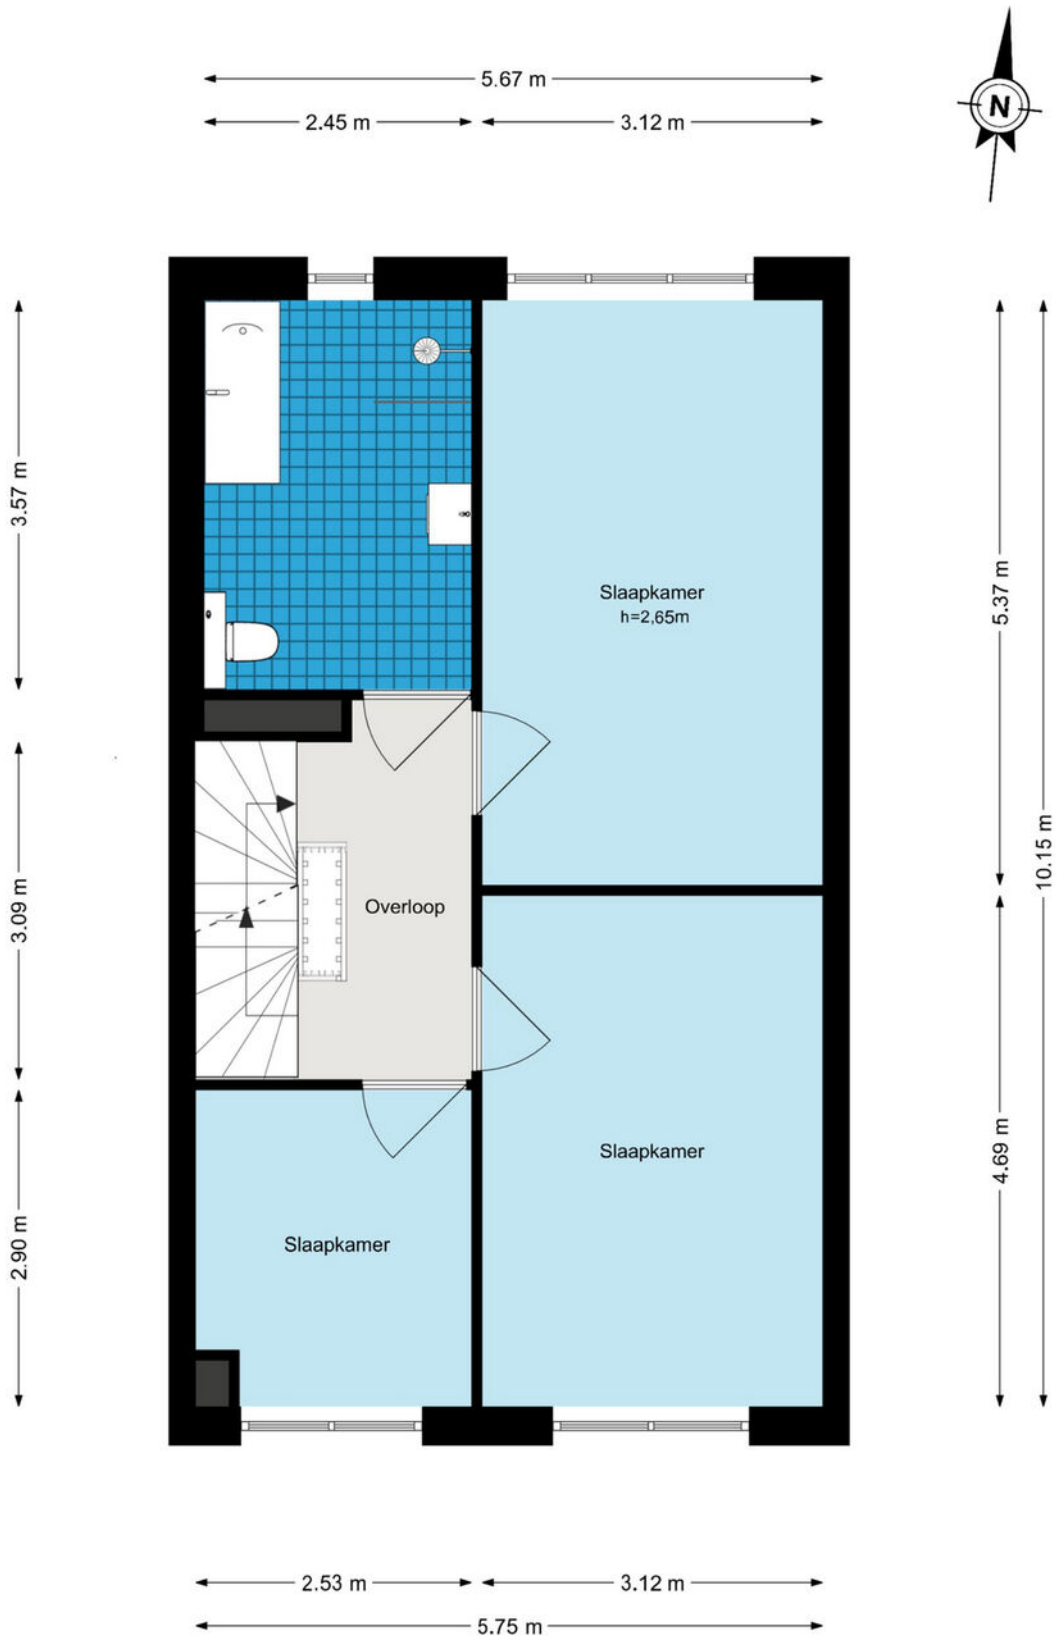 5.67 m
2.45 m
3.12 m
N
3.57 m
5.37 m
Slaapkamer
h=2,65m
10.15 m
3.09 m
Overloop
4.69 m
Slaapkamer
2.90 m
Slaapkamer
2.53 m
3.12 m
5.75 m